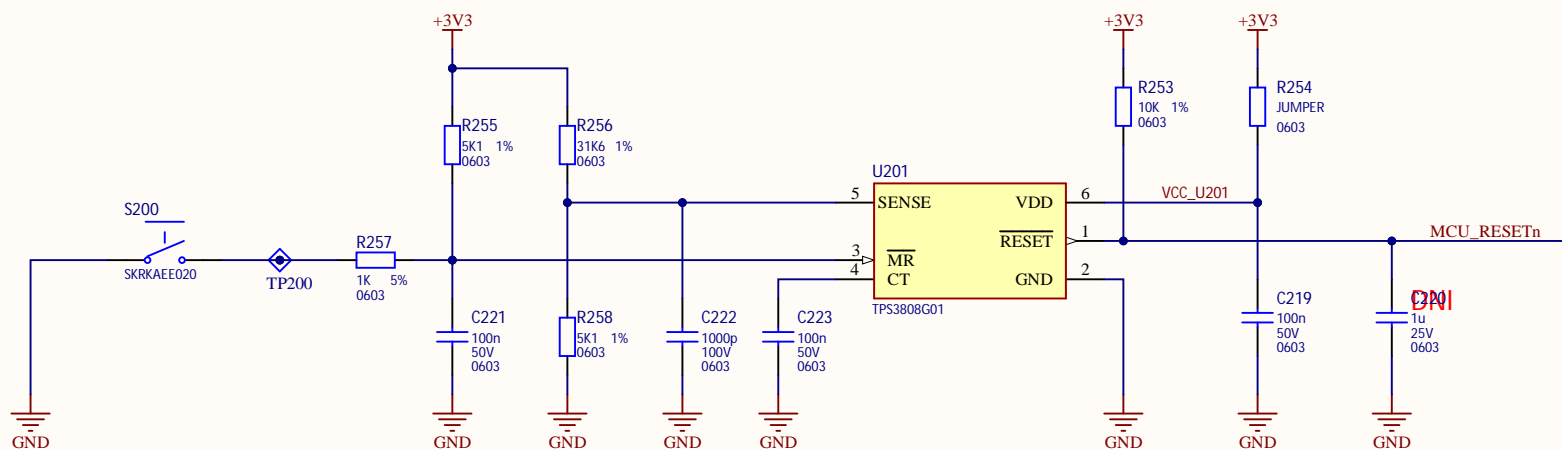 +3V3
+3V3
+3V3
R255
5K1 1%
0603
R256
31K6 1%
0603
R253
10K 1%
0603
R254
JUMPER
0603
S200
SKRKAEE020
TP200
R257
1K 5%
0603
U201
5
SENSE
3
MR
4
CT
VDD
6
RESET
1
GND
2
TPS3808G01
VCC_U201
MCU_RESETn
C221
100n
50V
0603
R258
5K1 1%
0603
C222
1000p
100V
0603
C223
100n
50V
0603
C219
100n
50V
0603
C220
DNI
1u
25V
0603
GND
GND
GND
GND
GND
GND
GND
GND